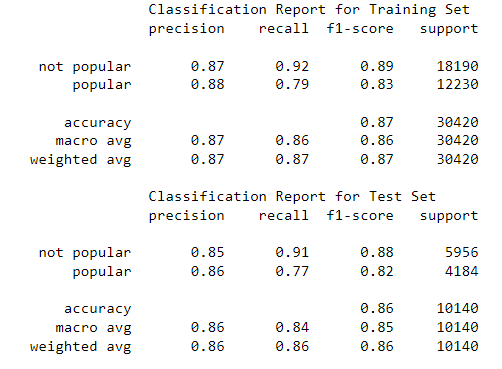 Classification Report for Training Set
precision recall f1-score support
not popular 0.87 0.92 0.89 18190
popular 0.88 0.79 0.83 12230
accuracy 0.87 30420
macro avg 0.87 0.86 0.86 30420
weighted avg 0.87 0.87 0.87 30420
Classification Report for Test Set
precision recall f1-score support
not popular 0.85 0.91 0.88 5956
popular 0.86 0.77 0.82 4184
accuracy 0.86 10140
macro avg 0.86 0.84 0.85 10140
weighted avg 0.86 0.86 0.86 10140